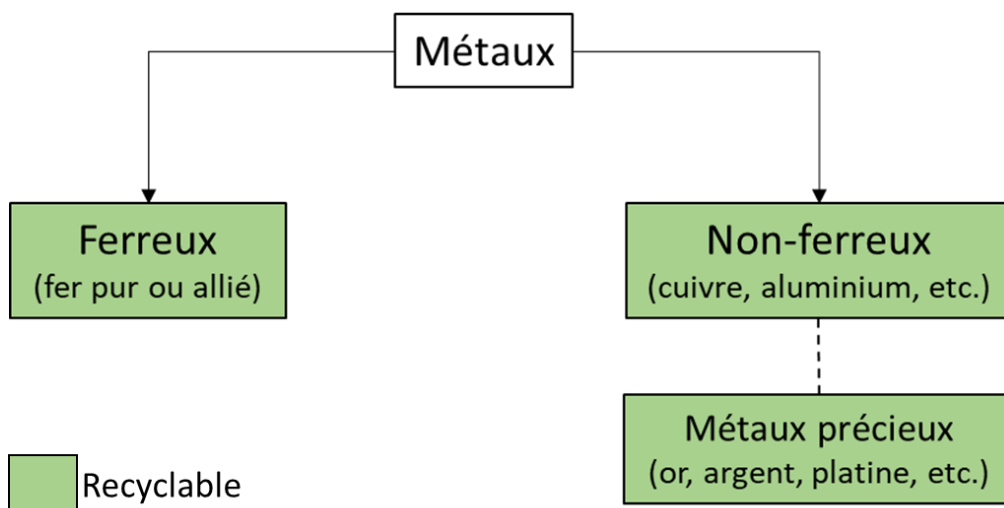 Métaux
Ferreux
(fer pur ou allié)
Non-ferreux
(cuivre, aluminium, etc.)
Métaux précieux
(or, argent, platine, etc.)
Recyclable